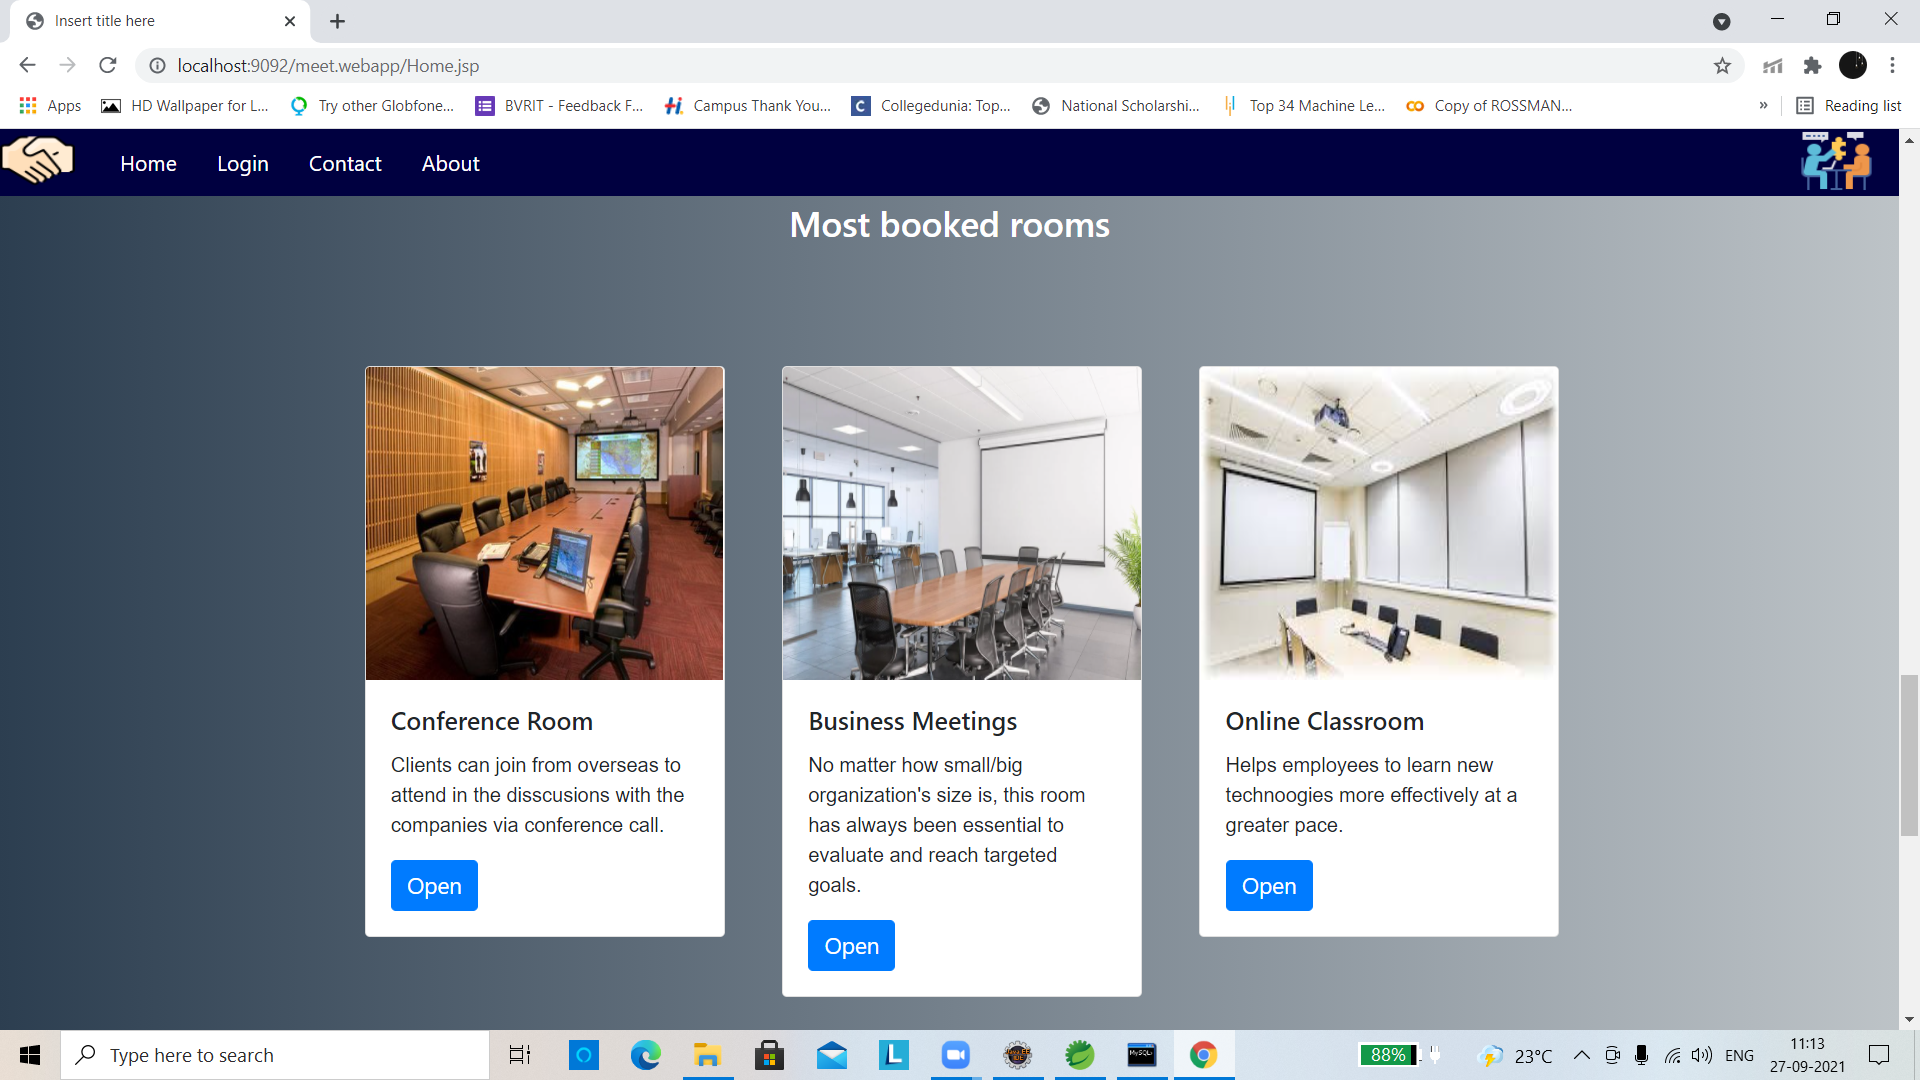 Insert title here
localhost:9092/meet.webapp/Home.jsp
Apps
HD Wallpaper for L...
Try other Globfone...
BVRIT - Feedback F...
Campus Thank You...
Collegedunia: Top...
National Scholarshi...
Top 34 Machine Le...
Copy of ROSSMAN...
»
Reading list
Home
Login
Contact
About
Most booked rooms
Conference Room
Clients can join from overseas to
attend in the disscusions with the
companies via conference call.
Open
Business Meetings
No matter how small/big
organization's size is, this room
has always been essential to
evaluate and reach targeted
goals.
Open
Online Classroom
Helps employees to learn new
technoogies more effectively at a
greater pace.
Open
Type here to search
88%
23°C
ENG
11:13
27-09-2021